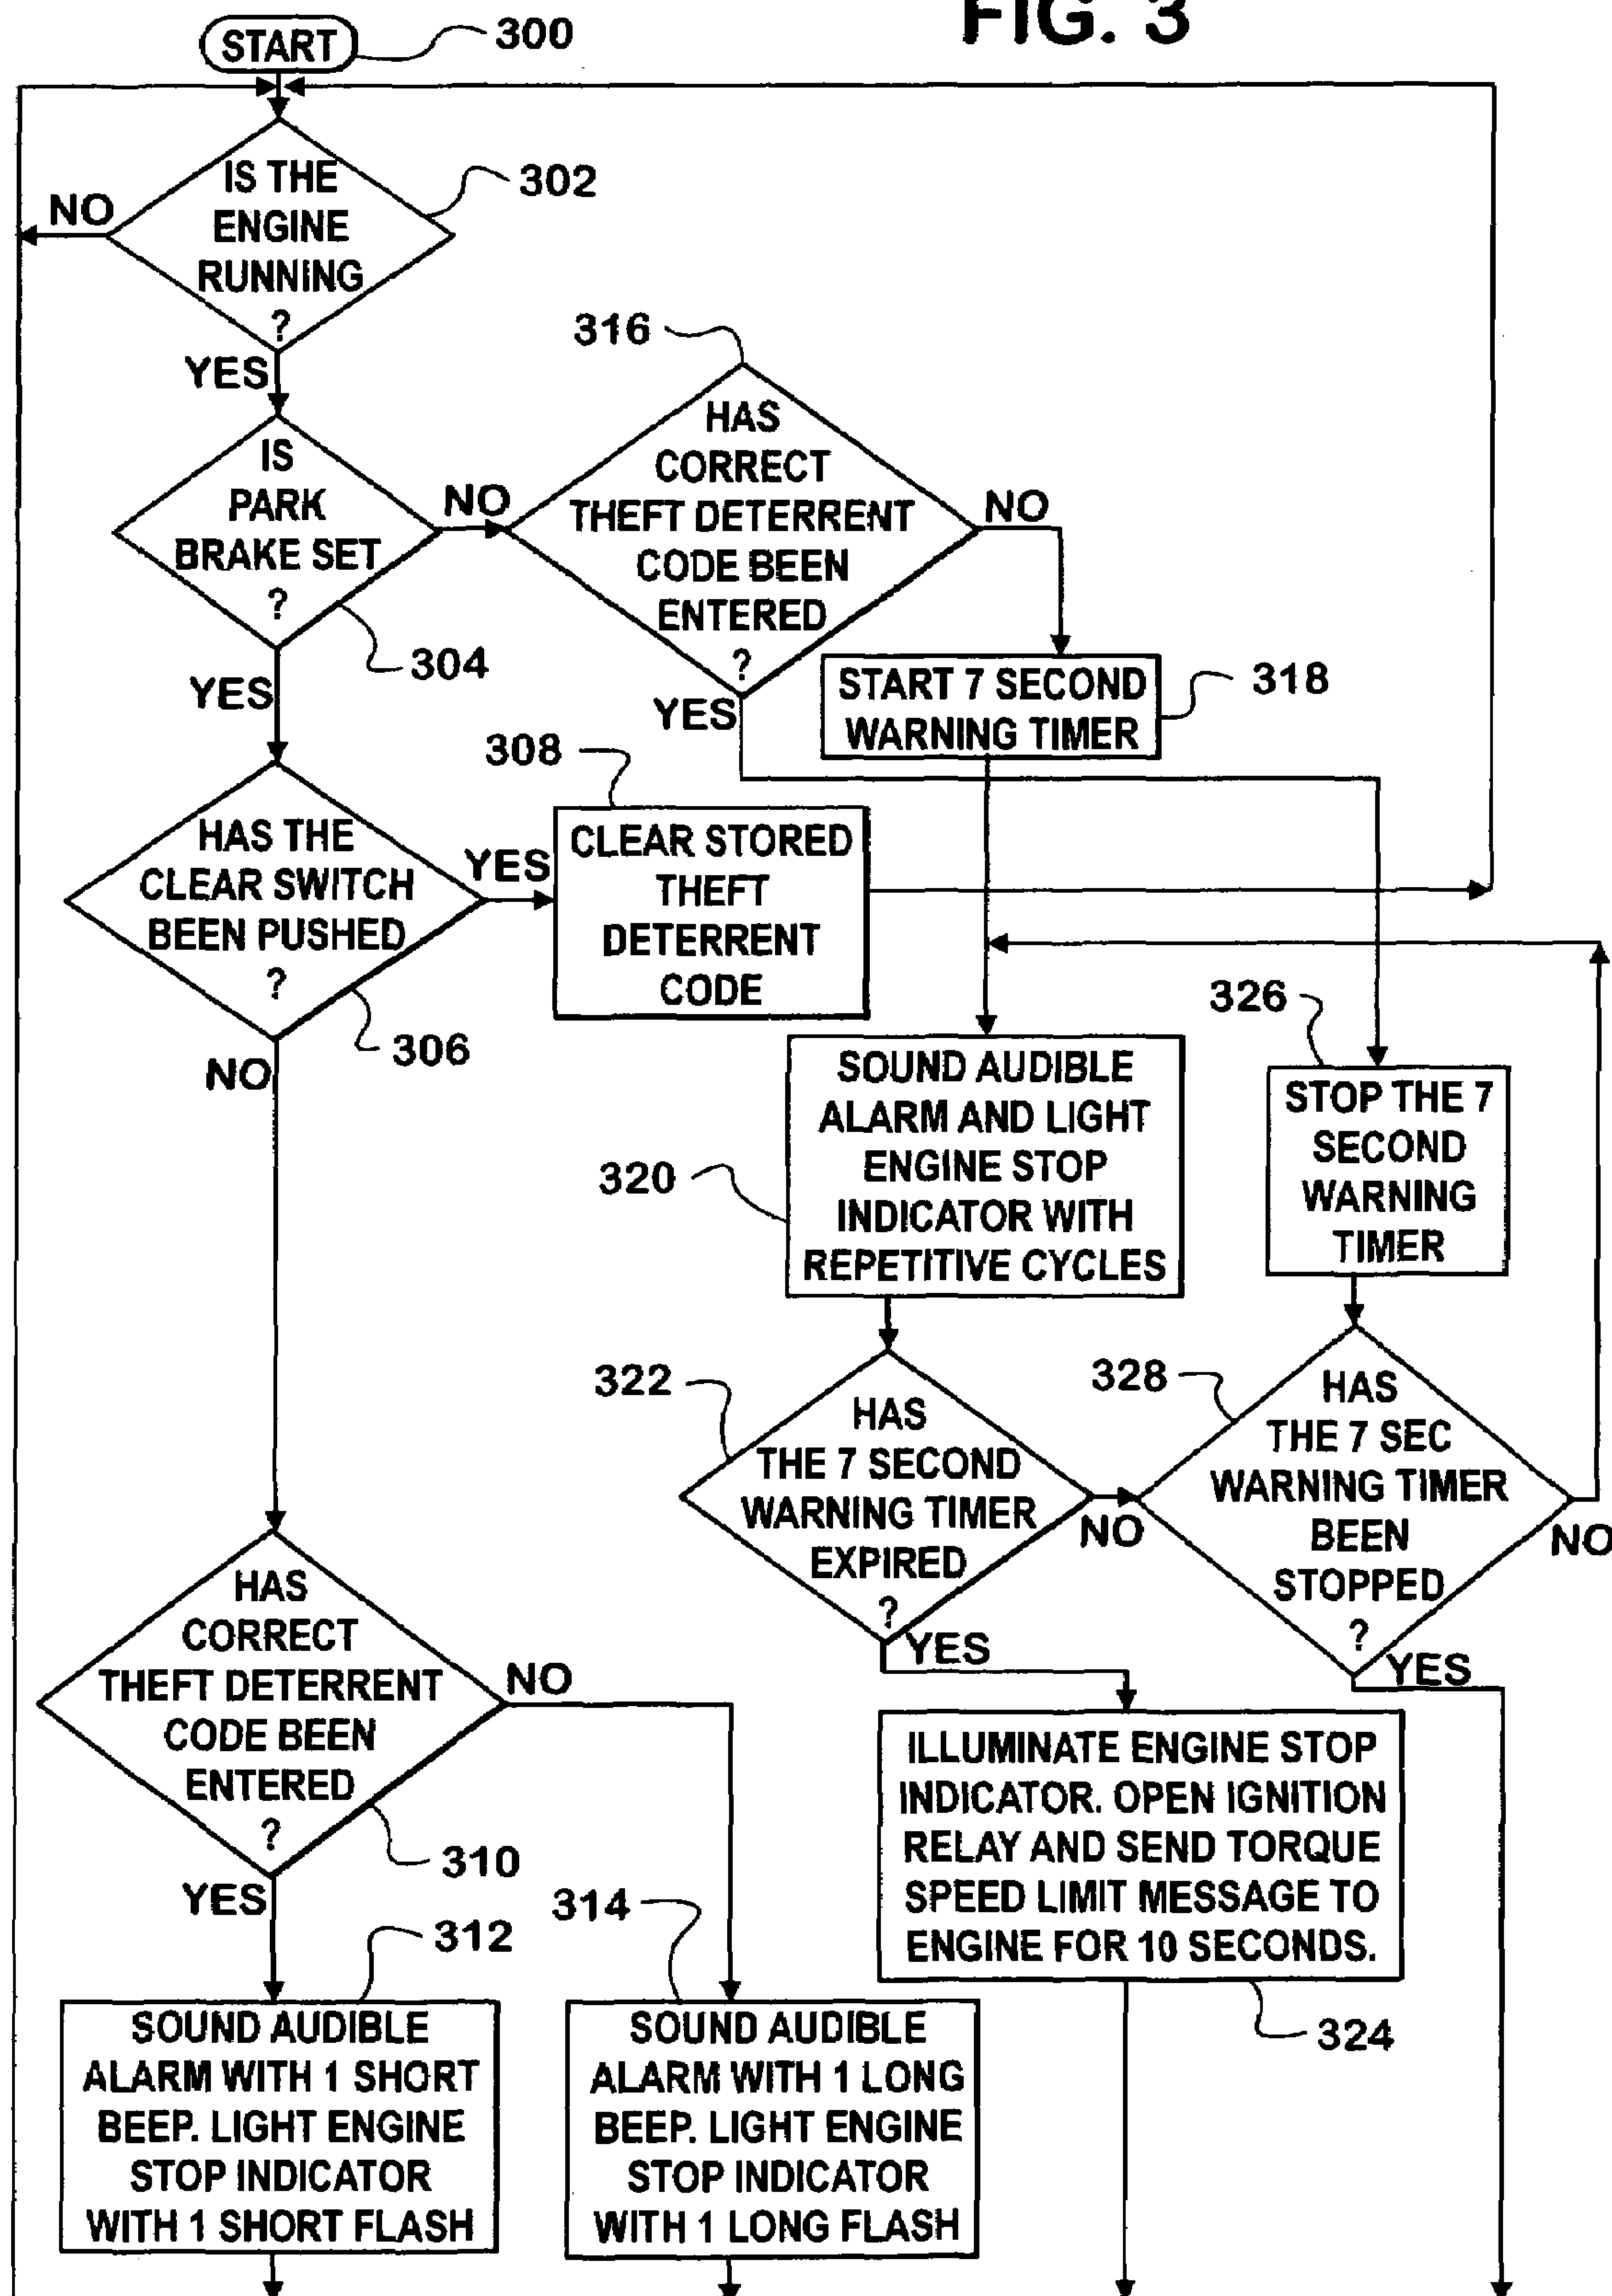 FIG. 3
START
300
IS THE
ENGINE
RUNNING
?
302
NO
YES
IS
PARK
BRAKE SET
?
304
NO
YES
316
HAS
CORRECT
THEFT DETERRENT
CODE BEEN
ENTERED
?
NO
YES
START 7 SECOND
WARNING TIMER
318
HAS THE
CLEAR SWITCH
BEEN PUSHED
?
306
YES
NO
308
CLEAR STORED
THEFT
DETERRENT
CODE
320
SOUND AUDIBLE
ALARM AND LIGHT
ENGINE STOP
INDICATOR WITH
REPETITIVE CYCLES
326
STOP THE 7
SECOND
WARNING
TIMER
322
HAS
THE 7 SECOND
WARNING TIMER
EXPIRED
?
NO
YES
328
HAS
THE 7 SEC
WARNING TIMER
BEEN
STOPPED
?
NO
YES
HAS
CORRECT
THEFT DETERRENT
CODE BEEN
ENTERED
?
310
NO
YES
ILLUMINATE ENGINE STOP
INDICATOR. OPEN IGNITION
RELAY AND SEND TORQUE
SPEED LIMIT MESSAGE TO
ENGINE FOR 10 SECONDS.
324
312
SOUND AUDIBLE
ALARM WITH 1 SHORT
BEEP. LIGHT ENGINE
STOP INDICATOR
WITH 1 SHORT FLASH
314
SOUND AUDIBLE
ALARM WITH 1 LONG
BEEP. LIGHT ENGINE
STOP INDICATOR
WITH 1 LONG FLASH